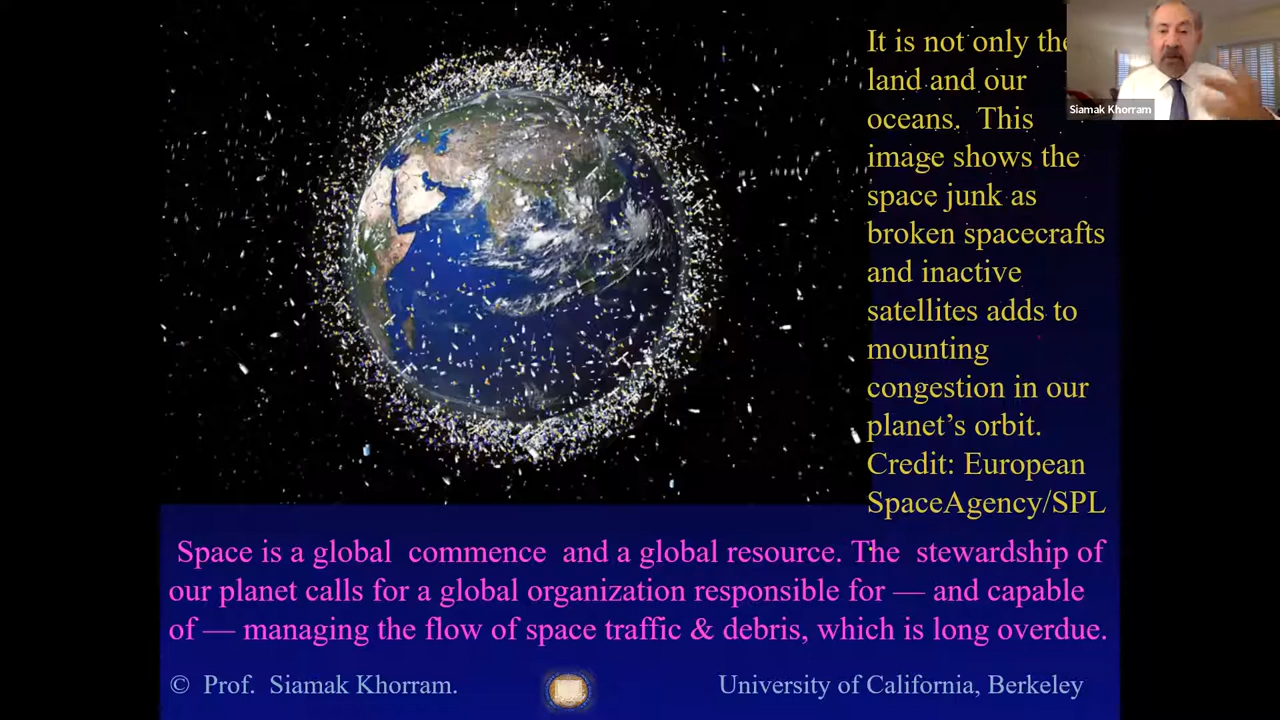 It is not only the
land and our
oceans. This
image shows the
space junk as
broken spacecrafts
and inactive
satellites adds to
mounting
congestion in our
planet’s orbit.
Credit: European
SpaceAgency/SPL
Siamak Khorram
Space is a global commence and a global resource. The stewardship of
our planet calls for a global organization responsible for — and capable
of — managing the flow of space traffic & debris, which is long overdue.
© Prof. Siamak Khorram.
University of California, Berkeley